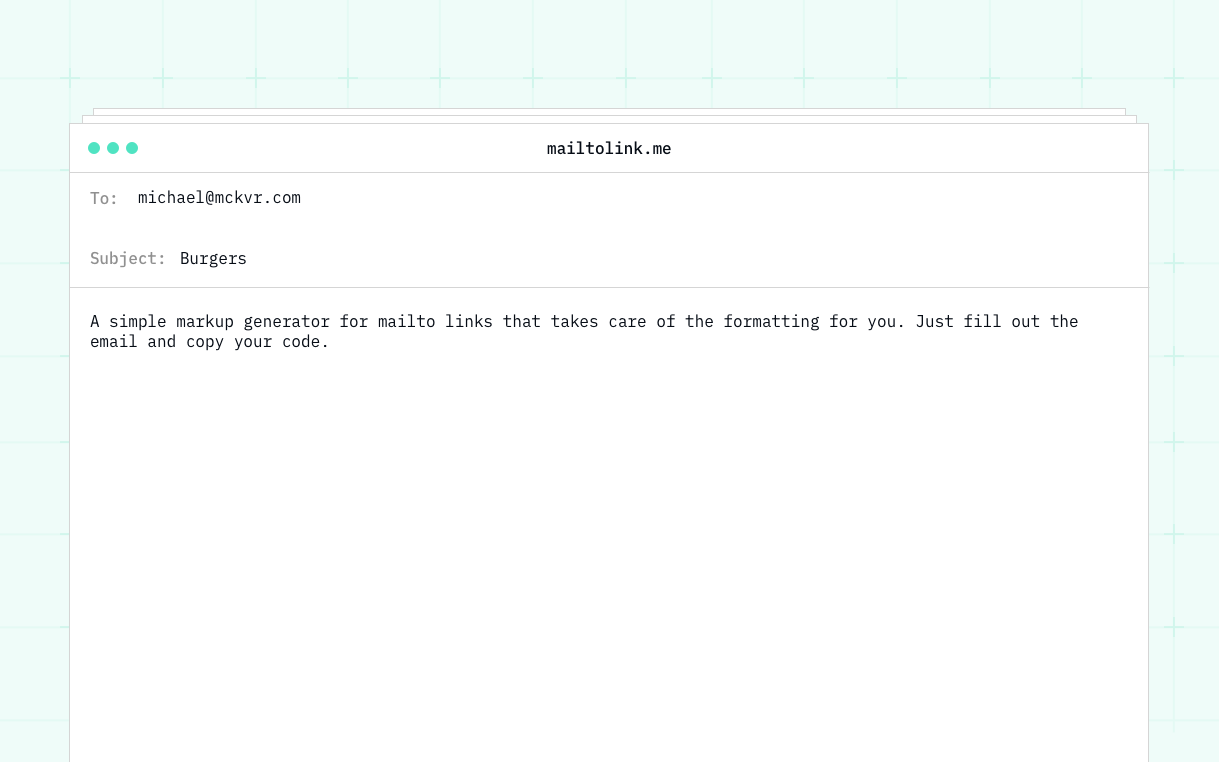 mailtolink.me
To: michael@mckvr.com
Subject: Burgers
A simple markup generator for mailto links that takes care of the formatting for you. Just fill out the
email and copy your code.